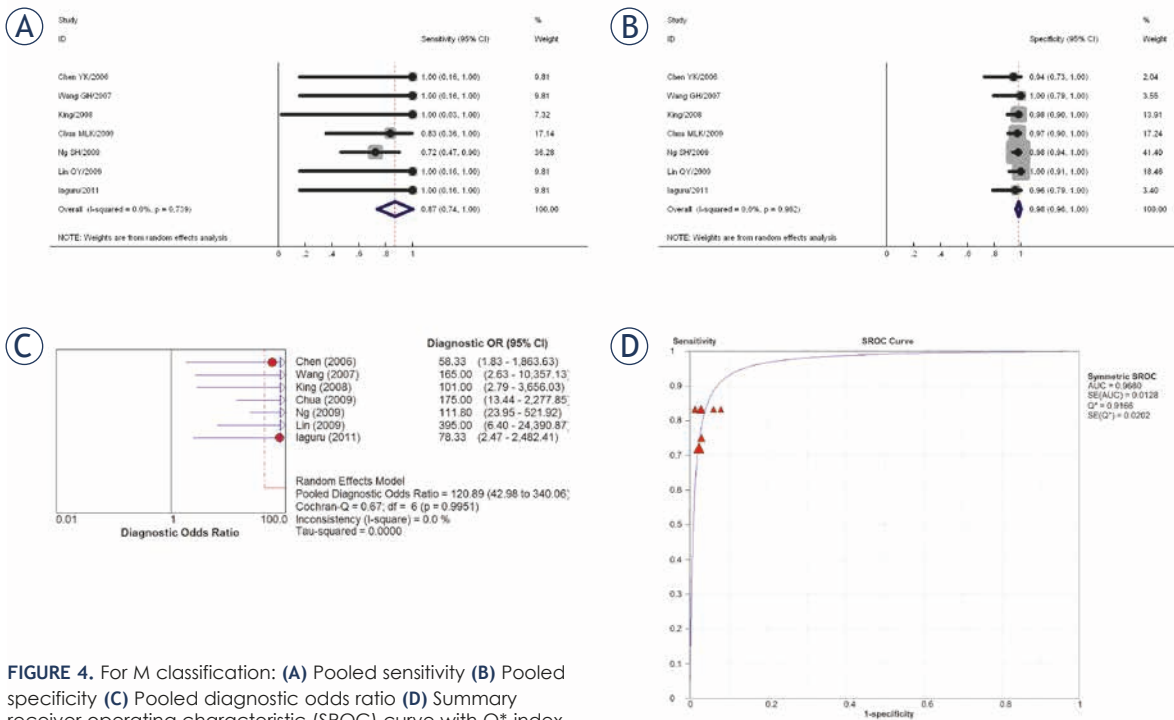 A
Study %
ID Sensitivity (95% CI) Weight
Chen YK/2006 1.00 (0.16, 1.00) 9.81
Wang GH/2007 1.00 (0.16, 1.00) 9.81
King/2008 1.00 (0.03, 1.00) 7.32
Chua MLK/2009 0.83 (0.36, 1.00) 17.14
Ng SH/2009 0.72 (0.47, 0.90) 36.28
Lin QY/2009 1.00 (0.16, 1.00) 9.81
Iaguru/2011 1.00 (0.16, 1.00) 9.81
Overall (I-squared = 0.0%, p = 0.739) 0.87 (0.74, 1.00) 100.00
NOTE: Weights are from random effects analysis
0 .2 .4 .6 .8 1
B
Study %
ID Specificity (95% CI) Weight
Chen YK/2006 0.94 (0.73, 1.00) 2.04
Wang GH/2007 1.00 (0.79, 1.00) 3.55
King/2008 0.98 (0.90, 1.00) 13.91
Chua MLK/2009 0.97 (0.90, 1.00) 17.24
Ng SH/2009 0.98 (0.94, 1.00) 41.40
Lin QY/2009 1.00 (0.91, 1.00) 18.46
Iaguru/2011 0.96 (0.79, 1.00) 3.40
Overall (I-squared = 0.0%, p = 0.962) 0.98 (0.96, 1.00) 100.00
NOTE: Weights are from random effects analysis
0 .2 .4 .6 .8 1
C
Diagnostic OR (95% CI)
Chen (2006) 58.33 (1.83 - 1,863.63)
Wang (2007) 165.00 (2.63 - 10,357.13)
King (2008) 101.00 (2.79 - 3,656.03)
Chua (2009) 175.00 (13.44 - 2,277.85)
Ng (2009) 111.80 (23.95 - 521.92)
Lin (2009) 395.00 (6.40 - 24,390.87)
Iaguru (2011) 78.33 (2.47 - 2,482.41)
Random Effects Model
Pooled Diagnostic Odds Ratio = 120.89 (42.98 to 340.06)
Cochran-Q = 0.67; df = 6 (p = 0.9951)
Inconsistency (I-square) = 0.0 %
Tau-squared = 0.0000
0.01 1 100.0
Diagnostic Odds Ratio
D
Sensitivity SROC Curve
1
0.9
0.8
0.7
0.6
0.5
0.4
0.3
0.2
0.1
0
0 0.2 0.4 0.6 0.8 1
1-specificity
Symmetric SROC
AUC = 0.9680
SE(AUC) = 0.0128
Q* = 0.9166
SE(Q*) = 0.0202
FIGURE 4. For M classification: (A) Pooled sensitivity (B) Pooled
specificity (C) Pooled diagnostic odds ratio (D) Summary
receiver operating characteristic (SROC) curve with Q* index